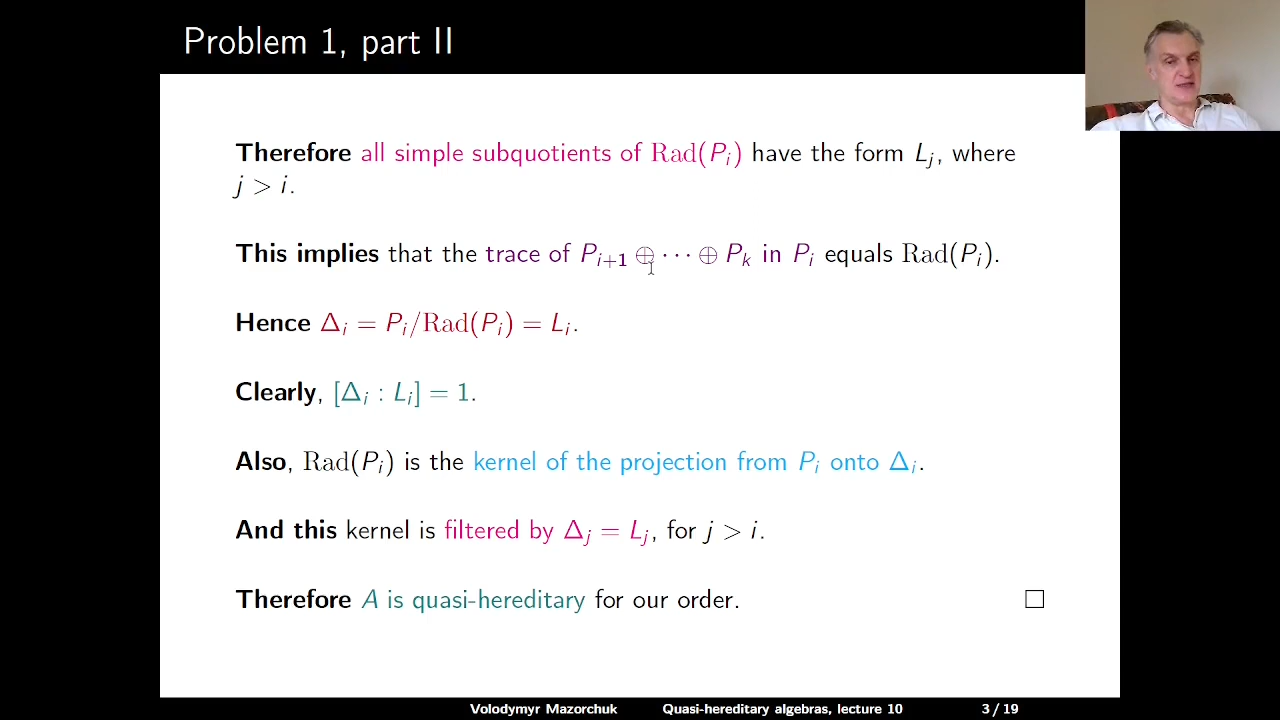 Problem 1, part II
Therefore all simple subquotients of Rad(P_i) have the form L_j, where
j > i.
This implies that the trace of P_{i+1} ⊕ ⋯ ⊕ P_k in P_i equals Rad(P_i).
Hence Δ_i = P_i/Rad(P_i) = L_i.
Clearly, [Δ_i : L_i] = 1.
Also, Rad(P_i) is the kernel of the projection from P_i onto Δ_i.
And this kernel is filtered by Δ_j = L_j, for j > i.
Therefore A is quasi-hereditary for our order. □
Volodymyr Mazorchuk Quasi-hereditary algebras, lecture 10 3 / 19